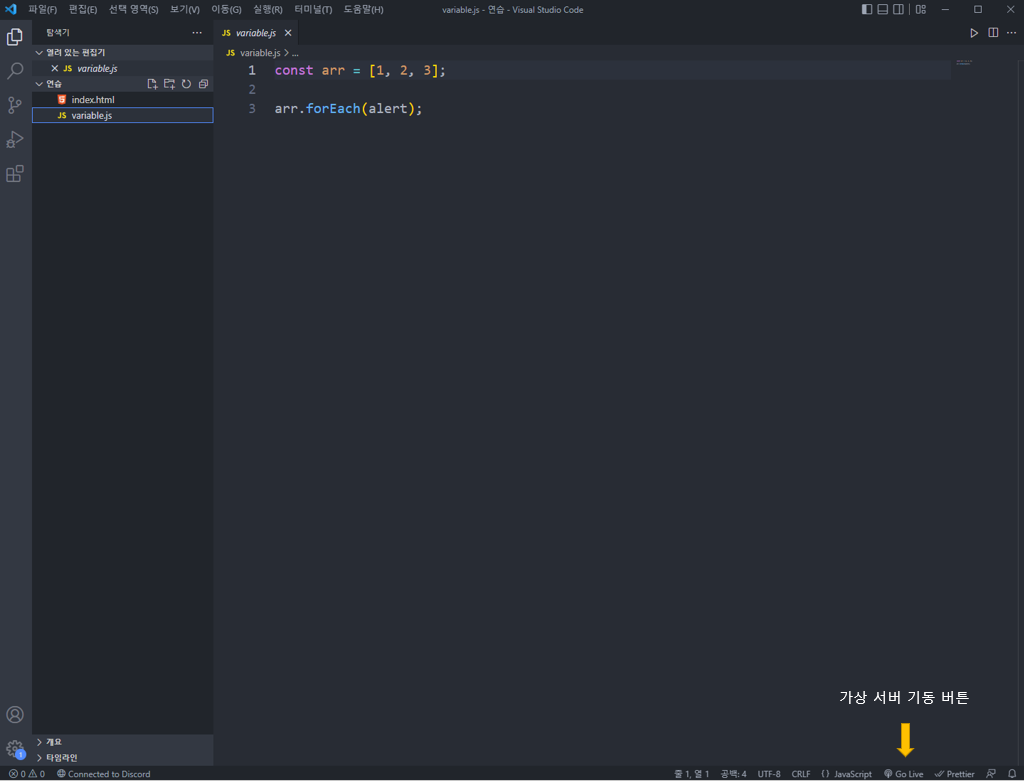 파일(F) 편집(E) 선택 영역(S) 보기(V) 이동(G) 실행(R) 터미널(T) 도움말(H) variable.js - 연습 - Visual Studio Code
탐색기 ...
열려 있는 편집기
JS variable.js
연습
index.html
JS variable.js
개요
타임라인
JS variable.js
JS variable.js > ...
1 const arr = [1, 2, 3];
2
3 arr.forEach(alert);
가상 서버 기동 버튼
1
0 0 Connected to Discord 줄 1, 열 1 공백: 4 UTF-8 CRLF {} JavaScript Go Live Prettier